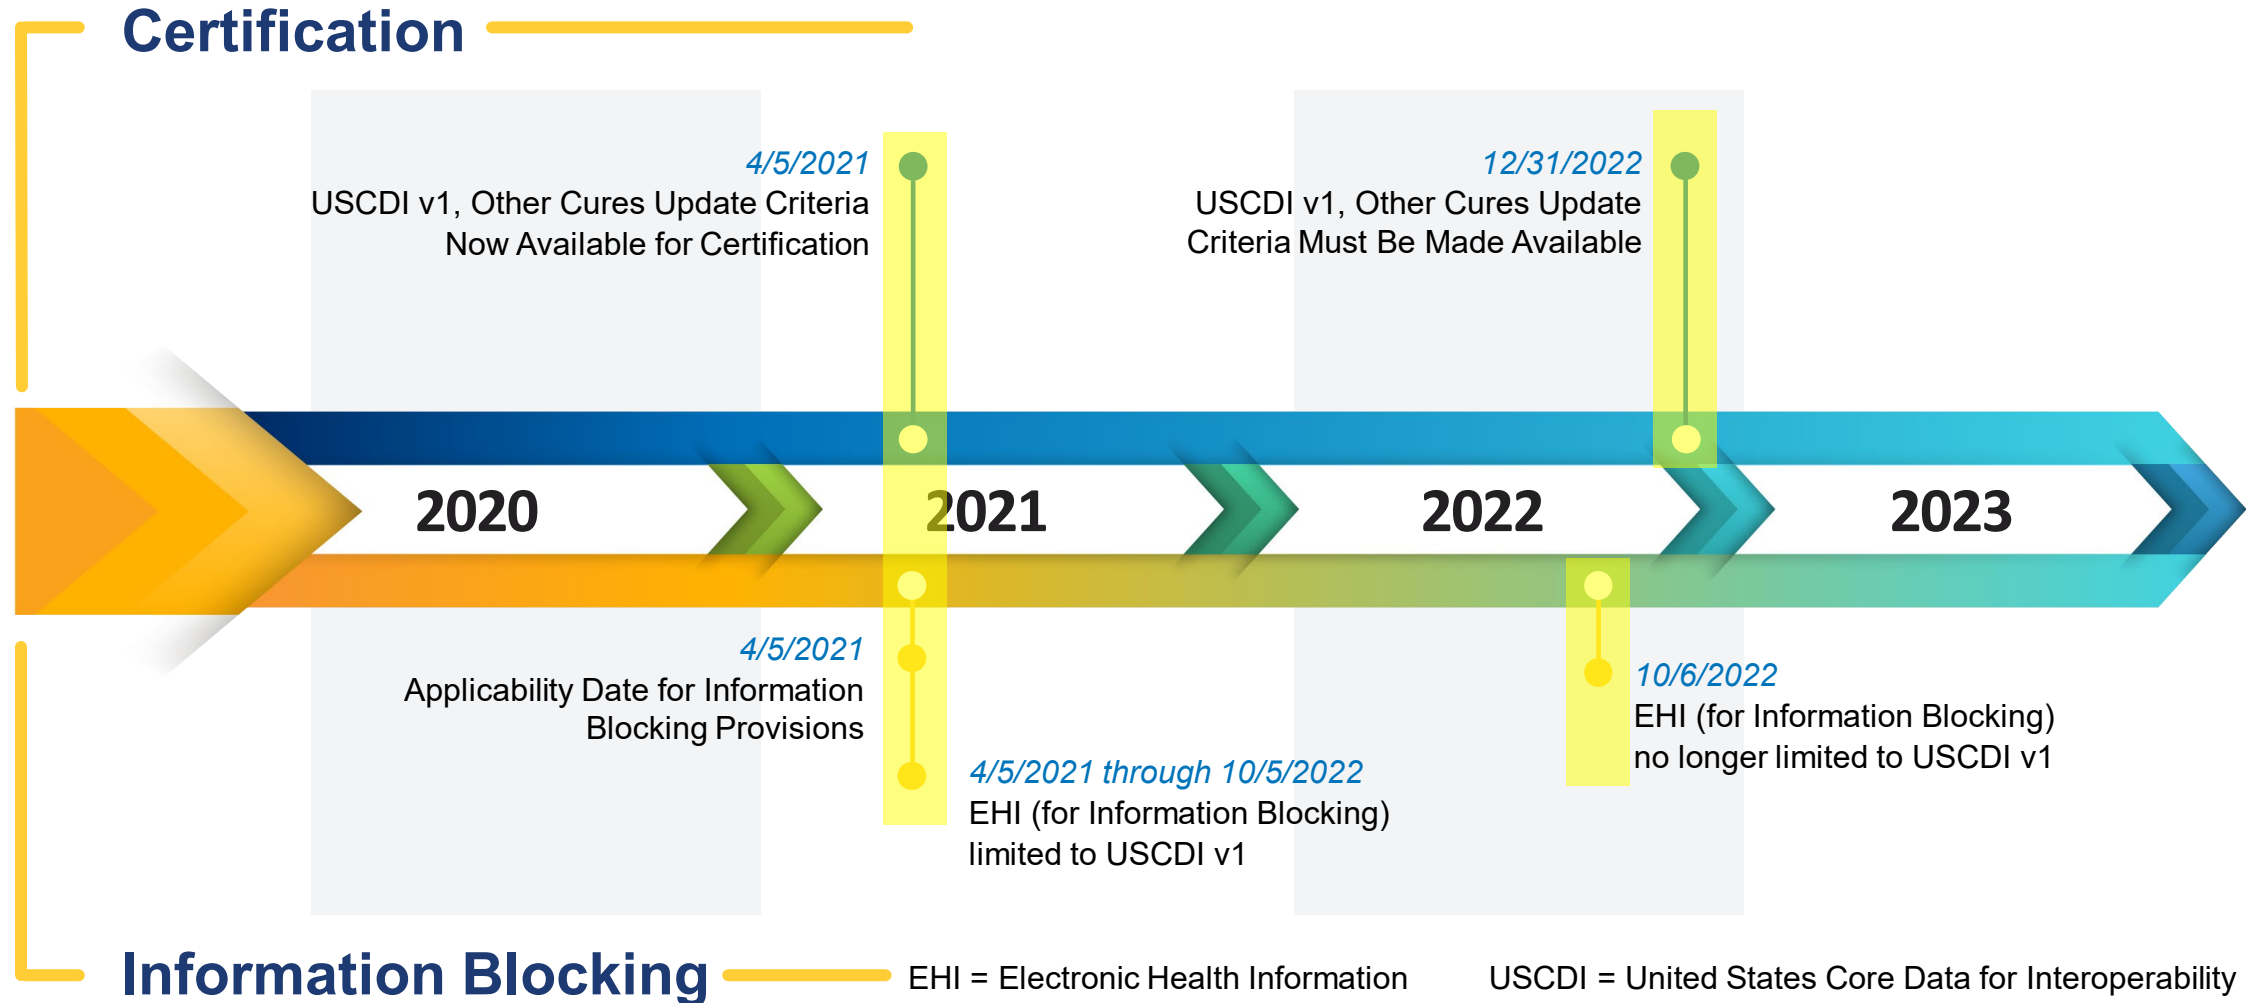 Certification
4/5/2021
USCDI v1, Other Cures Update Criteria
Now Available for Certification
12/31/2022
USCDI v1, Other Cures Update
Criteria Must Be Made Available
2020
2021
2022
2023
4/5/2021
Applicability Date for Information
Blocking Provisions
4/5/2021 through 10/5/2022
EHI (for Information Blocking)
limited to USCDI v1
10/6/2022
EHI (for Information Blocking)
no longer limited to USCDI v1
Information Blocking
EHI = Electronic Health Information
USCDI = United States Core Data for Interoperability